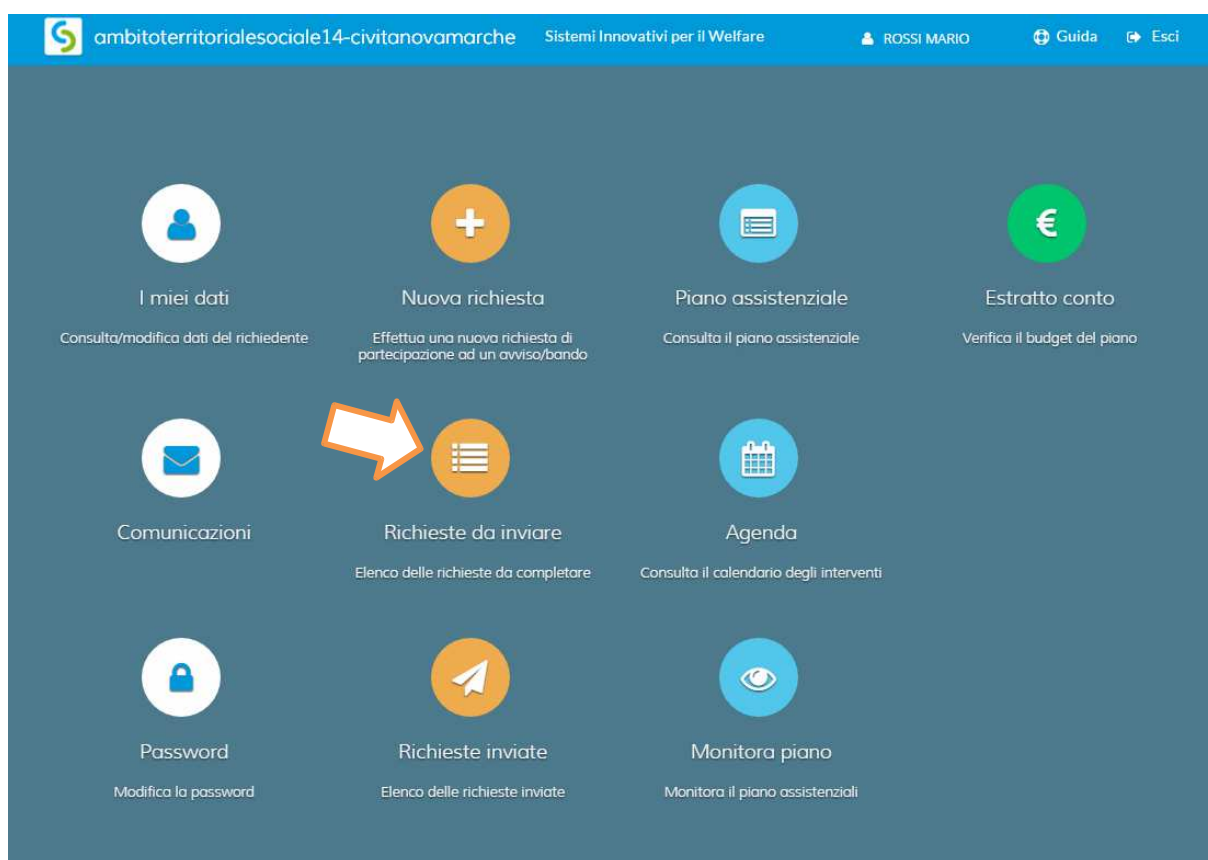 ambitoterritorialesociale14-civitanovamarche Sistemi Innovativi per il Welfare ROSSI MARIO Guida Esci
I miei dati
Consulta/modifica dati del richiedente
Nuova richiesta
Effettua una nuova richiesta di
partecipazione ad un avviso/bando
Piano assistenziale
Consulta il piano assistenziale
€
Estratto conto
Verifica il budget del piano
Comunicazioni
Richieste da inviare
Elenco delle richieste da completare
Agenda
Consulta il calendario degli interventi
Password
Modifica la password
Richieste inviate
Elenco delle richieste inviate
Monitora piano
Monitora il piano assistenziali